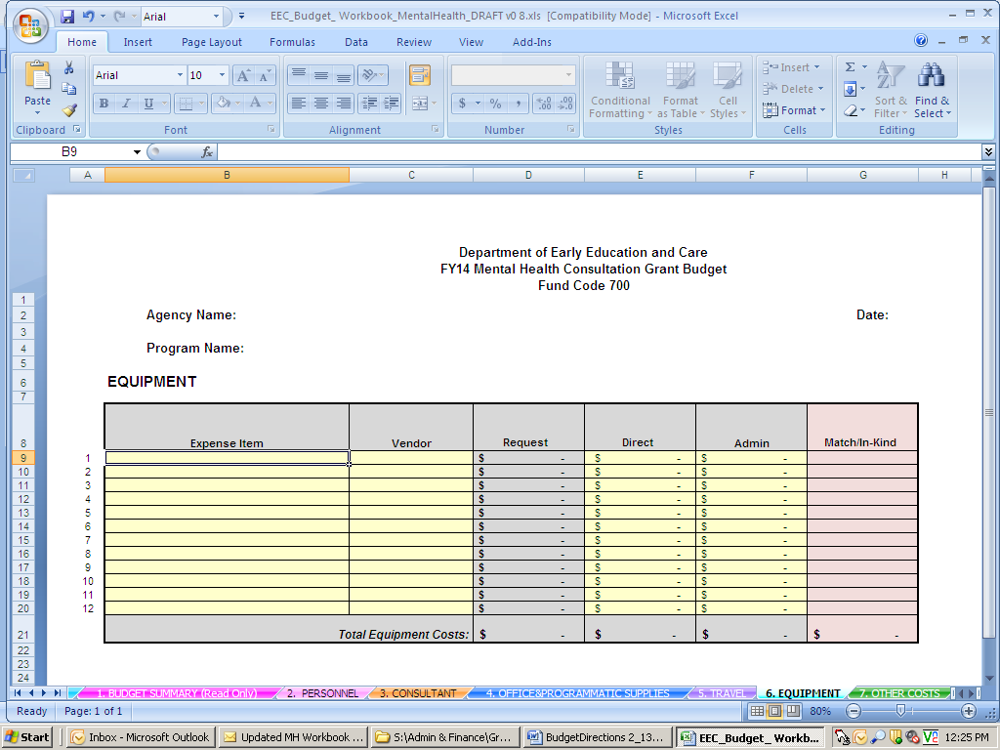 EEC_Budget_ Workbook_MentalHealth_DRAFT v0 8.xls [Compatibility Mode] - Microsoft Excel
Arial
Home Insert Page Layout Formulas Data Review View Add-Ins
Paste
Arial 10
B I U
$ % ,
Conditional Formatting
Format as Table
Cell Styles
Insert
Delete
Format
Sort & Filter
Find & Select
Clipboard Font Alignment Number Styles Cells Editing
B9 fx
A B C D E F G H
Department of Early Education and Care
FY14 Mental Health Consultation Grant Budget
Fund Code 700
1
2 Agency Name: Date:
3
4 Program Name:
5
6 EQUIPMENT
7
8 Expense Item Vendor Request Direct Admin Match/In-Kind
9 1 $ - $ - $ -
10 2 $ - $ - $ -
11 3 $ - $ - $ -
12 4 $ - $ - $ -
13 5 $ - $ - $ -
14 6 $ - $ - $ -
15 7 $ - $ - $ -
16 8 $ - $ - $ -
17 9 $ - $ - $ -
18 10 $ - $ - $ -
19 11 $ - $ - $ -
20 12 $ - $ - $ -
21 Total Equipment Costs: $ - $ - $ - $ -
22
23
24
1. BUDGET SUMMARY (Read Only) 2. PERSONNEL 3. CONSULTANT 4. OFFICE&PROGRAMMATIC SUPPLIES 5. TRAVEL 6. EQUIPMENT 7. OTHER COSTS
Ready Page: 1 of 1 80%
Start Inbox - Microsoft Outlook Updated MH Workbook ... S:\Admin & Finance\Gr... BudgetDirections 2_13... EEC_Budget_ Workb... 12:25 PM